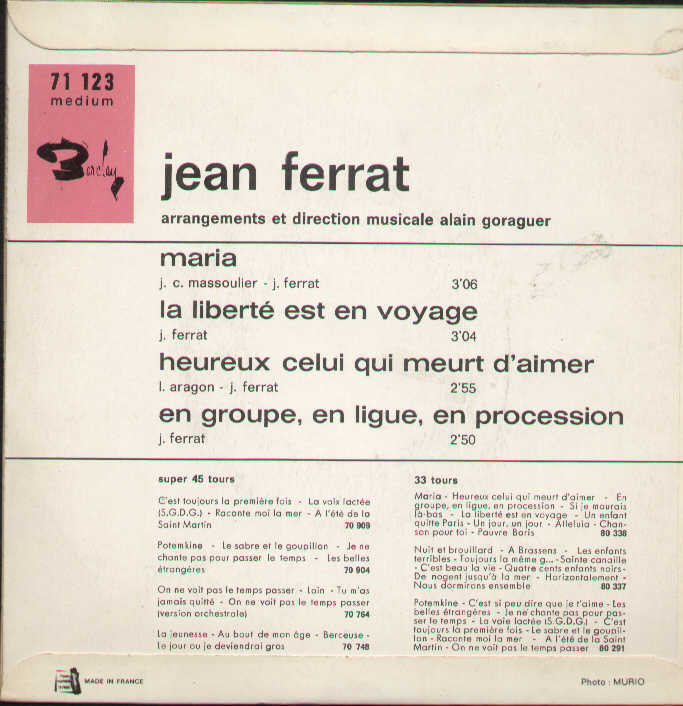 71 123
medium
Barclay
jean ferrat
arrangements et direction musicale alain goraguer
maria
j. c. massoulier - j. ferrat 3'06
la liberté est en voyage
j. ferrat 3'04
heureux celui qui meurt d'aimer
l. aragon - j. ferrat 2'55
en groupe, en ligue, en procession
j. ferrat 2'50
super 45 tours
C'est toujours la première fois - La voix lactée
(S.G.D.G.) - Raconte moi la mer - A l'été de la
Saint Martin 70 909
Potemkine - Le sabre et le goupillon - Je ne
chante pas pour passer le temps - Les belles
étrangères 70 904
On ne voit pas le temps passer - Loin - Tu m'as
jamais quitté - On ne voit pas le temps passer
(version orchestrale) 70 764
La jeunesse - Au bout de mon âge - Berceuse -
Le jour ou je deviendrai gros 70 748
33 tours
Maria - Heureux celui qui meurt d'aimer - En
groupe, en ligue, en procession - Si je mourais
là-bas - La liberté est en voyage - Un enfant
quitte Paris - Un jour, un jour - Alleluia - Chan-
son pour toi - Pauvre Boris 80 338
Nuit et brouillard - A Brassens - Les enfants
terribles - Toujours la même g... - Sainte canaille
- C'est beau la vie - Quatre cents enfants noirs -
De nogent jusqu'à la mer - Horizontalement -
Nous dormirons ensemble 80 337
Potemkine - C'est si peu dire que je t'aime - Les
belles étrangères - Je ne chante pas pour pas-
ser le temps - La voie lactée (S.G.D.G.) - C'est
toujours la première fois - Le sabre et le goupil-
lon - Raconte moi la mer - A l'été de la Saint
Martin - On ne voit pas le temps passer 80 291
MADE IN FRANCE
Photo : MURIO